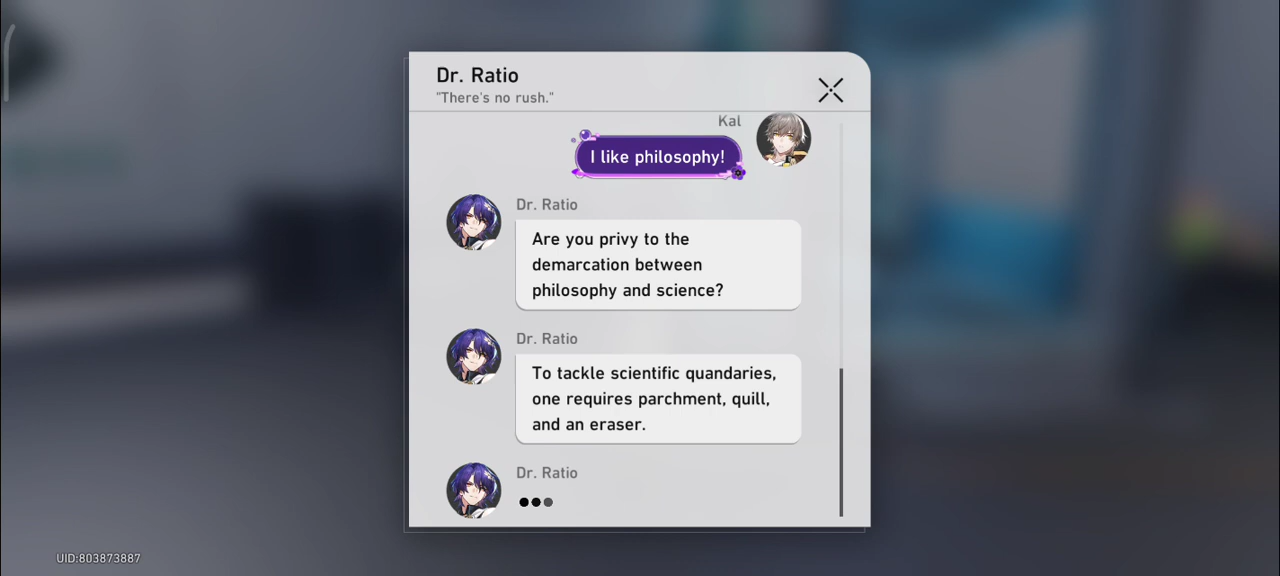 Dr. Ratio
"There's no rush."
Kal
I like philosophy!
Dr. Ratio
Are you privy to the
demarcation between
philosophy and science?
Dr. Ratio
To tackle scientific quandaries,
one requires parchment, quill,
and an eraser.
Dr. Ratio
UID:803873887